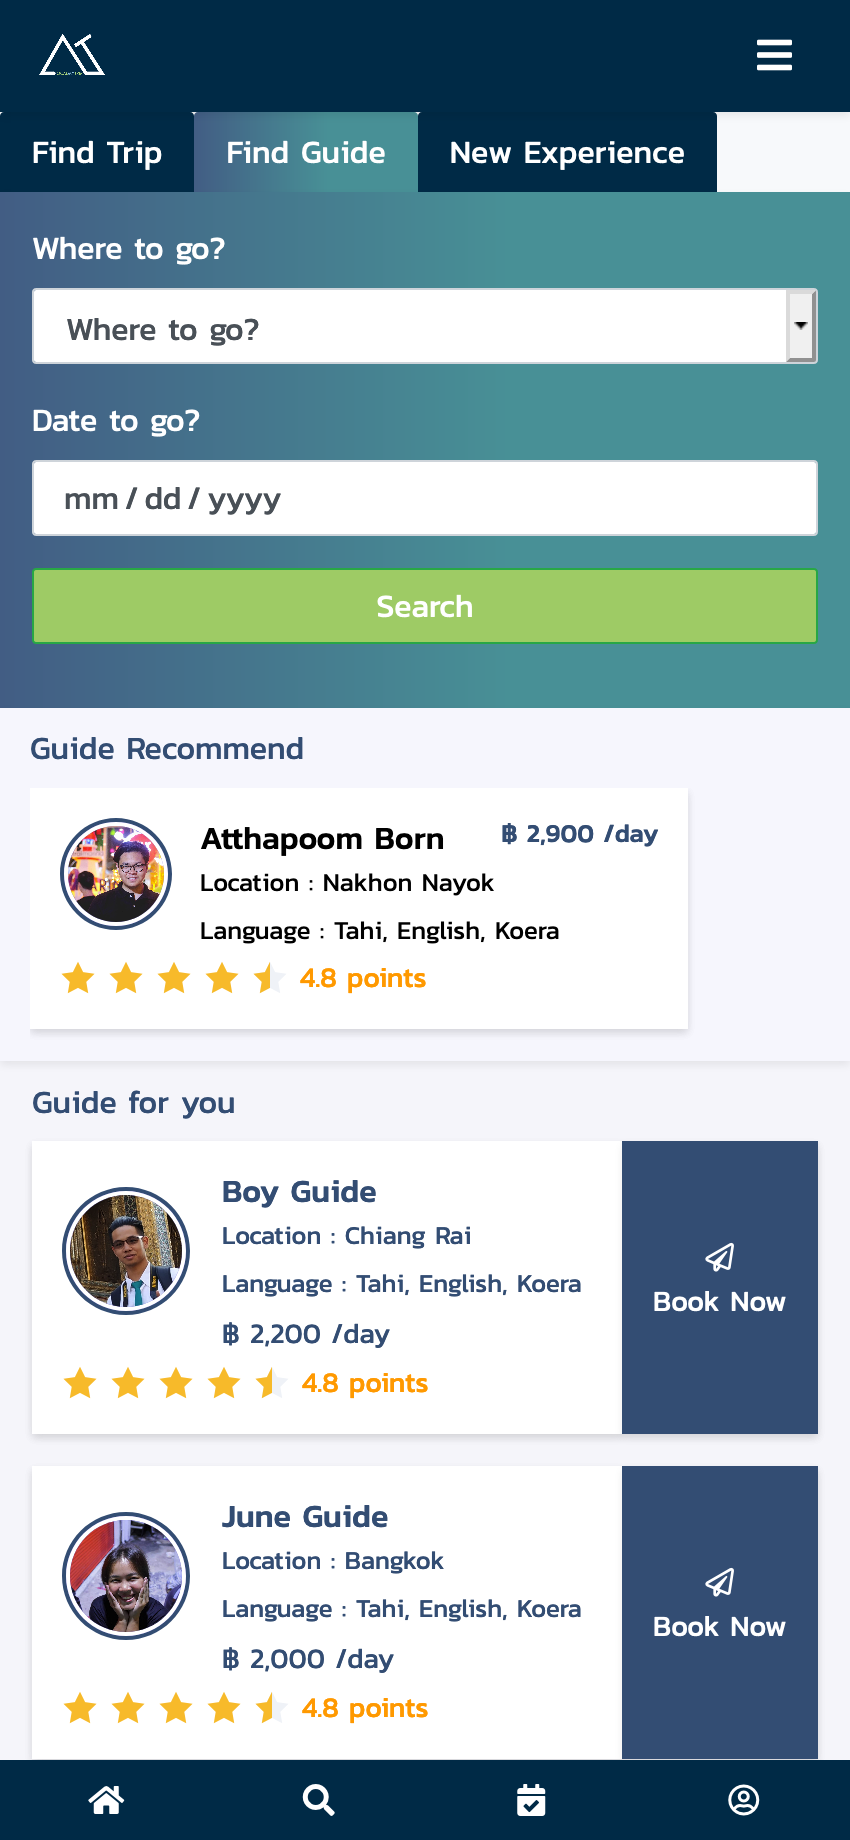 Find Trip
Find Guide
New Experience
Where to go?
Where to go?
Date to go?
mm / dd / yyyy
Search
Guide Recommend
Atthapoom Born
฿ 2,900 /day
Location : Nakhon Nayok
Language : Tahi, English, Koera
4.8 points
Guide for you
Boy Guide
Location : Chiang Rai
Language : Tahi, English, Koera
฿ 2,200 /day
4.8 points
Book Now
June Guide
Location : Bangkok
Language : Tahi, English, Koera
฿ 2,000 /day
4.8 points
Book Now